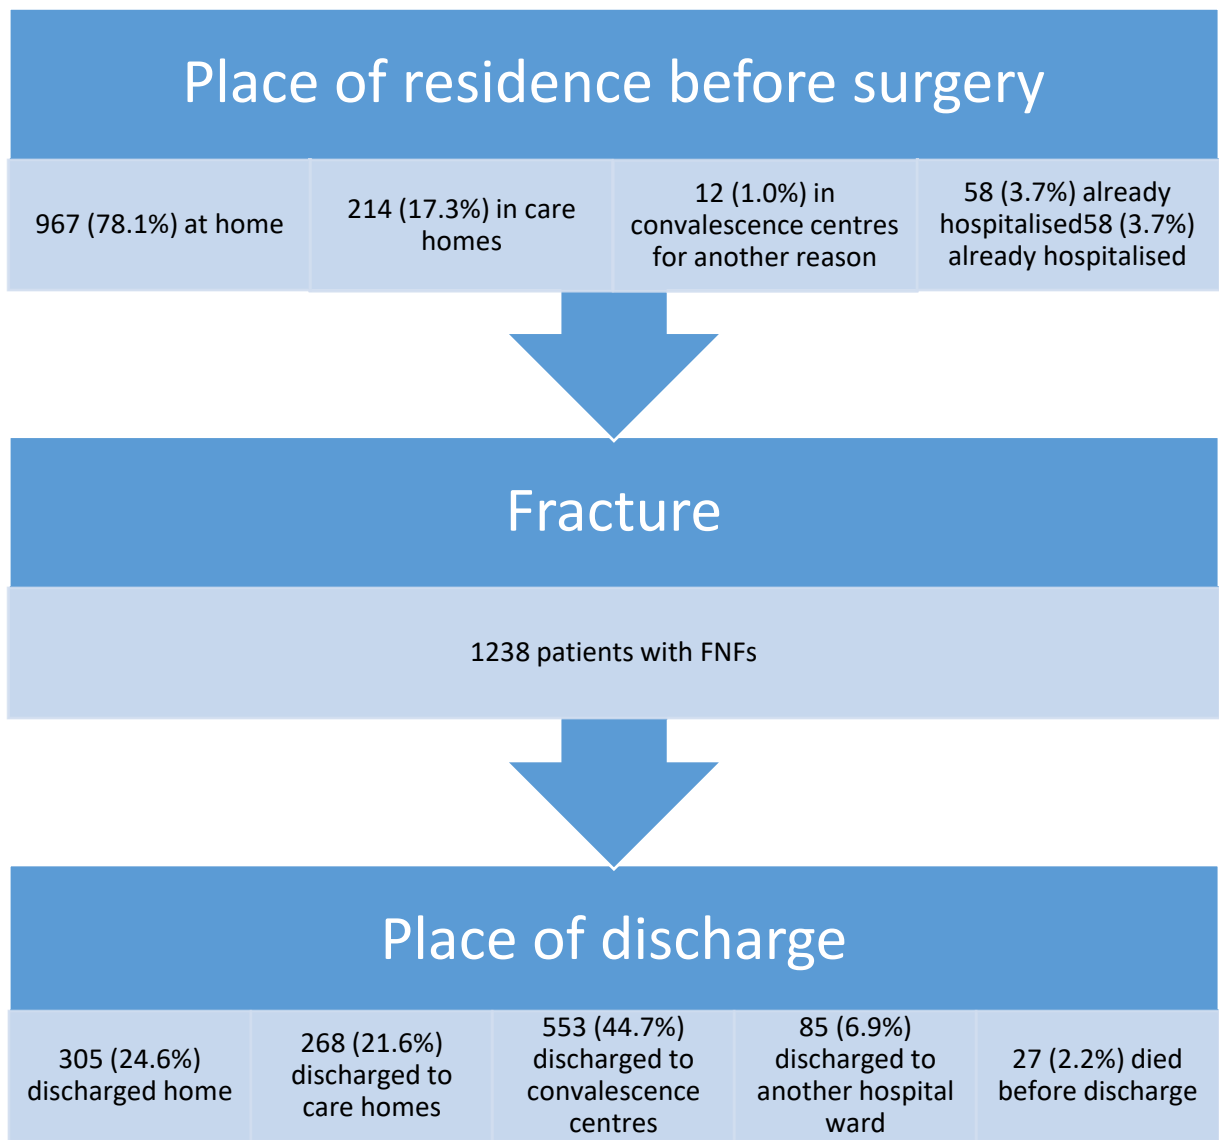 Place of residence before surgery
967 (78.1%) at home
214 (17.3%) in care
homes
12 (1.0%) in
convalescence centres
for another reason
58 (3.7%) already
hospitalised58 (3.7%)
already hospitalised
Fracture
1238 patients with FNFs
Place of discharge
305 (24.6%)
discharged home
268 (21.6%)
discharged to
care homes
553 (44.7%)
discharged to
convalescence
centres
85 (6.9%)
discharged to
another hospital
ward
27 (2.2%) died
before discharge